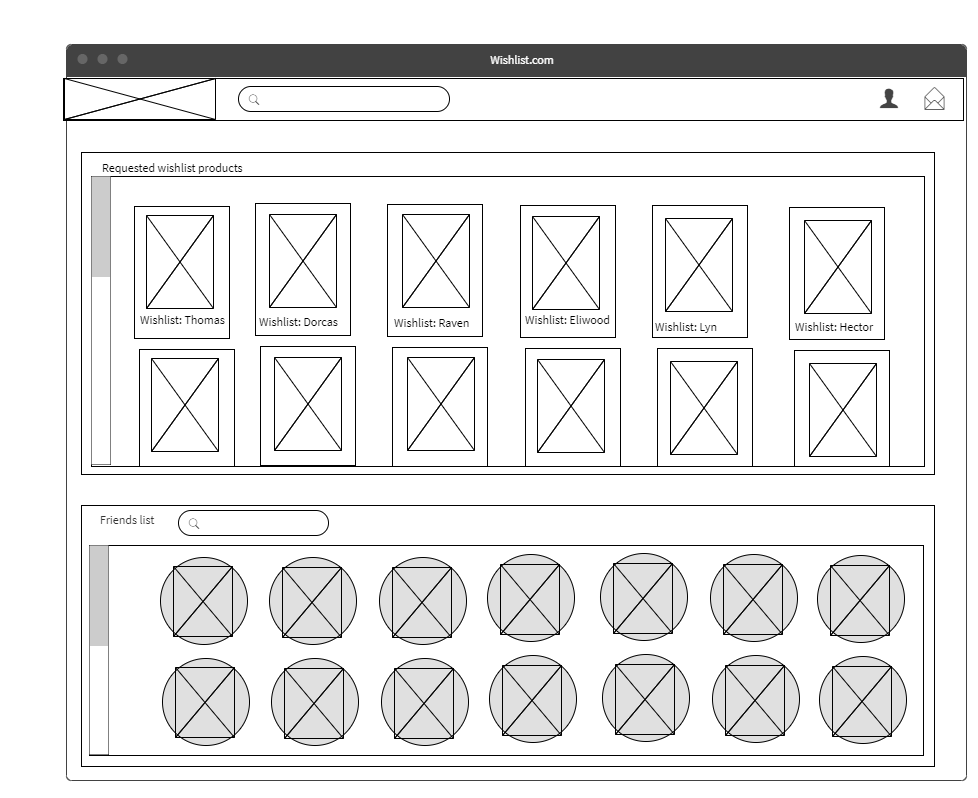 Wishlist.com
Requested wishlist products
Wishlist: Thomas
Wishlist: Dorcas
Wishlist: Raven
Wishlist: Eliwood
Wishlist: Lyn
Wishlist: Hector
Friends list